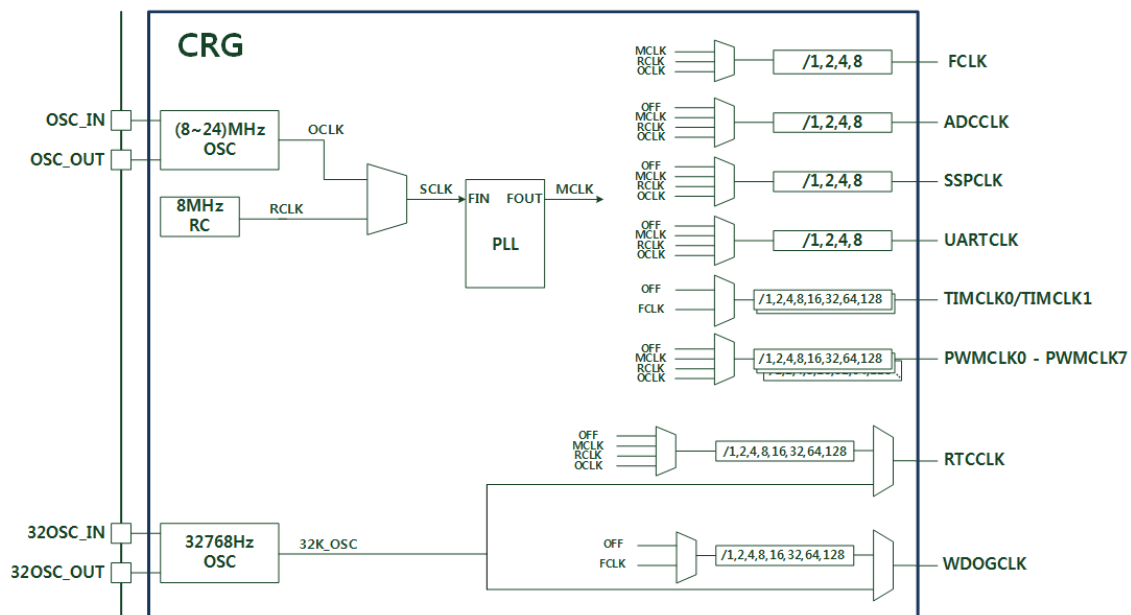 CRG
MCLK
RCLK
OCLK
/1,2,4,8
FCLK
OSC_IN
OSC_OUT
(8~24)MHz
OSC
OCLK
OFF
MCLK
RCLK
OCLK
/1,2,4,8
ADCCLK
OFF
MCLK
RCLK
OCLK
/1,2,4,8
SSPCLK
8MHz
RC
RCLK
SCLK
FIN
FOUT
PLL
MCLK
OFF
MCLK
RCLK
OCLK
/1,2,4,8
UARTCLK
OFF
FCLK
/1,2,4,8,16,32,64,128
TIMCLK0/TIMCLK1
OFF
MCLK
RCLK
OCLK
/1,2,4,8,16,32,64,128
PWMCLK0 - PWMCLK7
OFF
MCLK
RCLK
OCLK
/1,2,4,8,16,32,64,128
RTCCLK
32OSC_IN
32OSC_OUT
32768Hz
OSC
32K_OSC
OFF
FCLK
/1,2,4,8,16,32,64,128
WDOGCLK